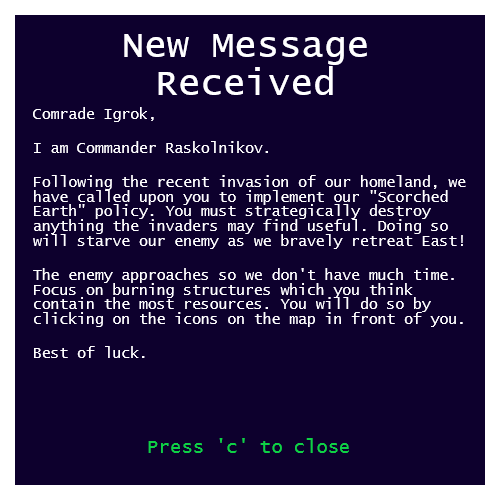 New Message
Received
Comrade Igrok,
I am Commander Raskolnikov.
Following the recent invasion of our homeland, we
have called upon you to implement our "Scorched
Earth" policy. You must strategically destroy
anything the invaders may find useful. Doing so
will starve our enemy as we bravely retreat East!
The enemy approaches so we don't have much time.
Focus on burning structures which you think
contain the most resources. You will do so by
clicking on the icons on the map in front of you.
Best of luck.
Press 'c' to close